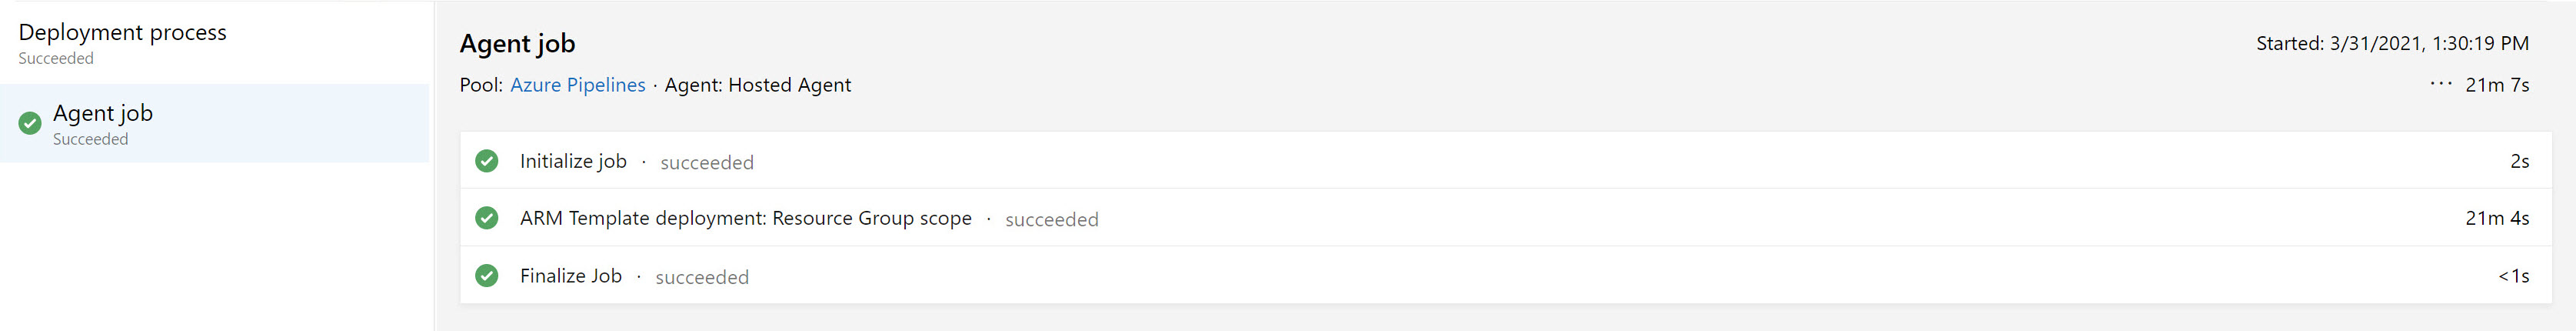 Deployment process
Succeeded
Agent job
Succeeded
Agent job
Started: 3/31/2021, 1:30:19 PM
Pool: Azure Pipelines · Agent: Hosted Agent
··· 21m 7s
Initialize job · succeeded 2s
ARM Template deployment: Resource Group scope · succeeded 21m 4s
Finalize Job · succeeded <1s